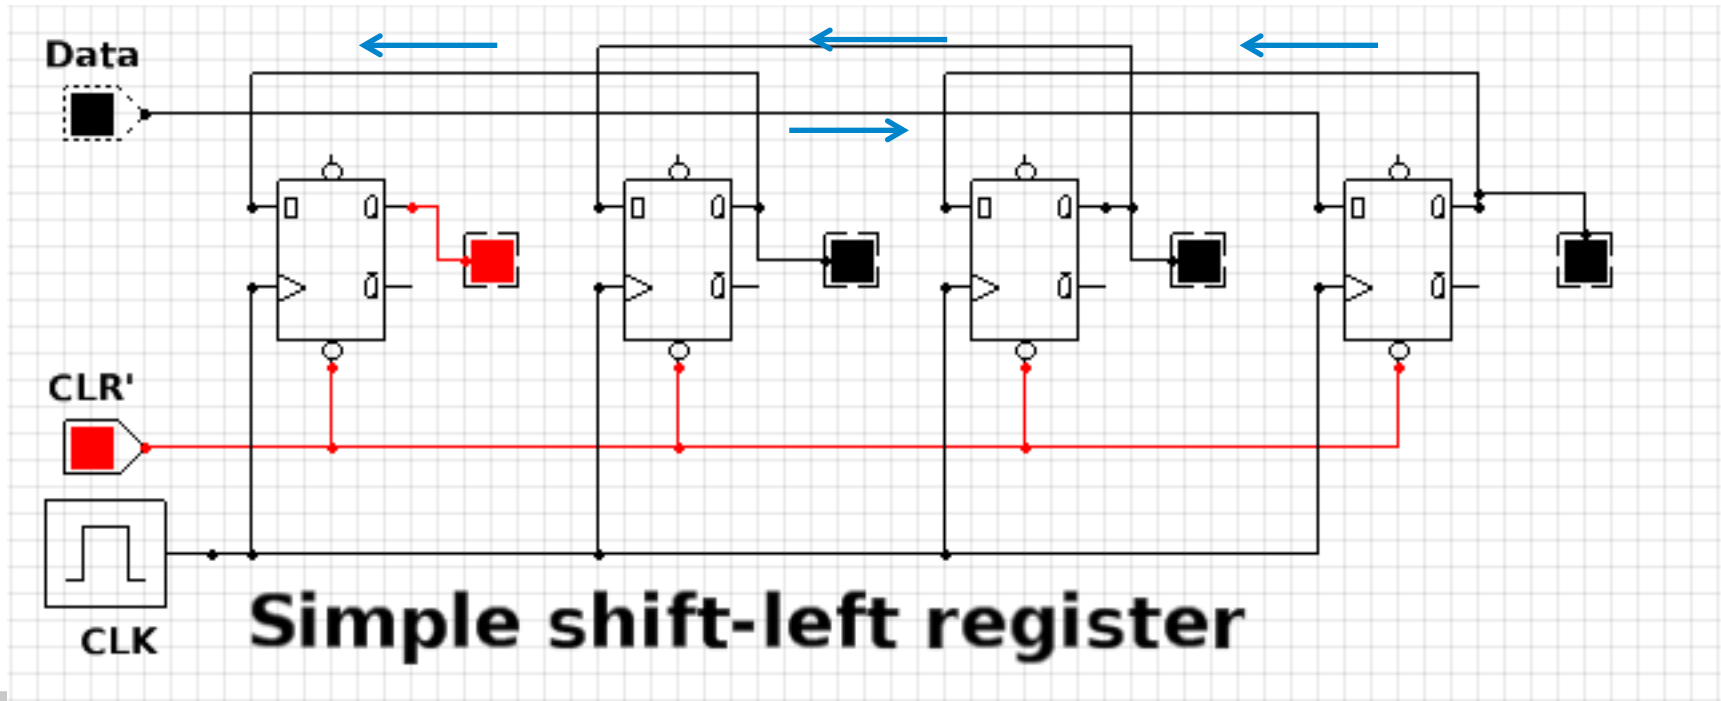 Data
D Q
Q
D Q
Q
D Q
Q
D Q
Q
CLR'
CLK
Simple shift-left register